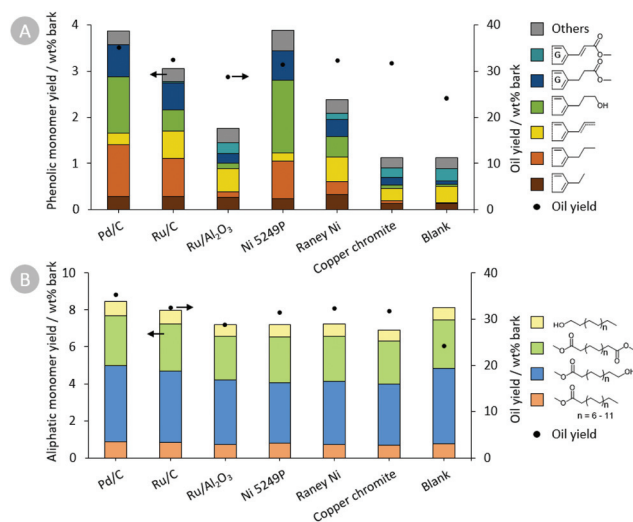 A
Phenolic monomer yield / wt% bark
4
3
2
1
0
40
30
20
10
0
Oil yield / wt% bark
Pd/C
Ru/C
Ru/Al₂O₃
Ni 5249P
Raney Ni
Copper chromite
Blank
Others
G O O
G O O
OH
Oil yield
B
Aliphatic monomer yield / wt% bark
10
8
6
4
2
0
40
30
20
10
0
Oil yield / wt% bark
Pd/C
Ru/C
Ru/Al₂O₃
Ni 5249P
Raney Ni
Copper chromite
Blank
HO n
O O n O O
O O n OH
O O n
n = 6 - 11
Oil yield